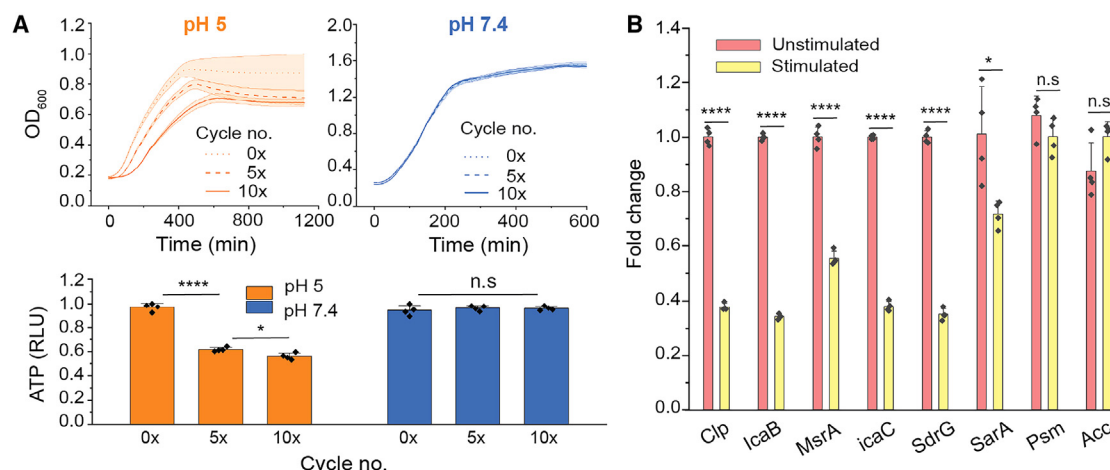 A
pH 5
pH 7.4
OD600
1.2
1.0
0.8
0.6
0.4
0.2
0.0
Cycle no.
0x
5x
10x
0 400 800 1200
Time (min)
2.0
1.6
1.2
0.8
0.4
0.0
Cycle no.
0x
5x
10x
0 200 400 600
Time (min)
ATP (RLU)
1.2
1.0
0.8
0.6
0.4
0.2
0.0
****
*
pH 5
pH 7.4
n.s
0x 5x 10x 0x 5x 10x
Cycle no.
B
Unstimulated
Stimulated
Fold change
1.4
1.2
1.0
0.8
0.6
0.4
0.2
0.0
**** **** **** **** **** * n.s n.s
Clp IcaB MsrA icaC SdrG SarA Psm Acc